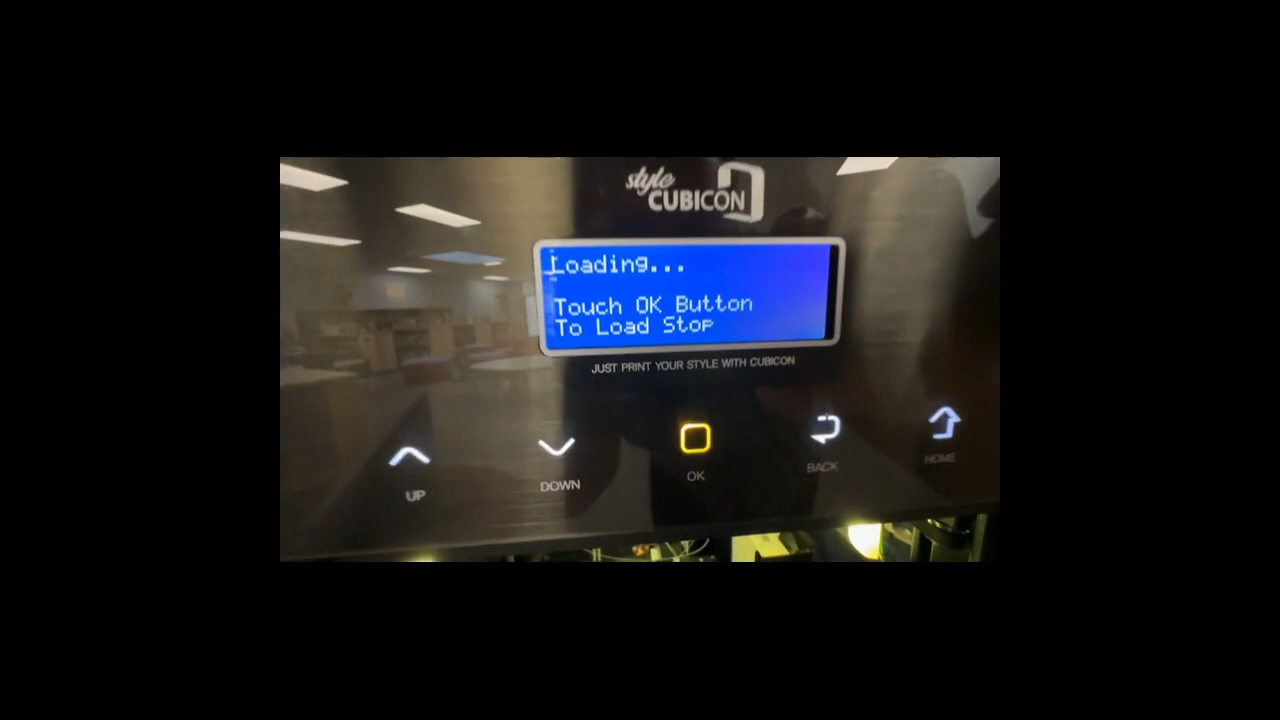 style
CUBICON
Loading...
Touch OK Button
To Load Stop
JUST PRINT YOUR STYLE WITH CUBICON
UP
DOWN
OK
BACK
HOME